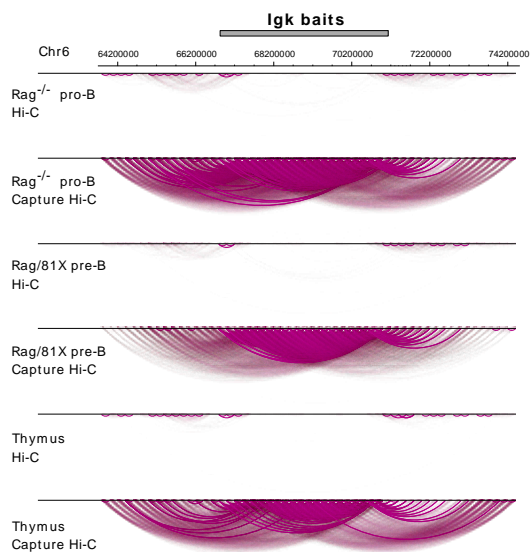 Igk baits
Chr6 64200000 66200000 68200000 70200000 72200000 74200000
Rag-/- pro-B
Hi-C
Rag-/- pro-B
Capture Hi-C
Rag/81X pre-B
Hi-C
Rag/81X pre-B
Capture Hi-C
Thymus
Hi-C
Thymus
Capture Hi-C